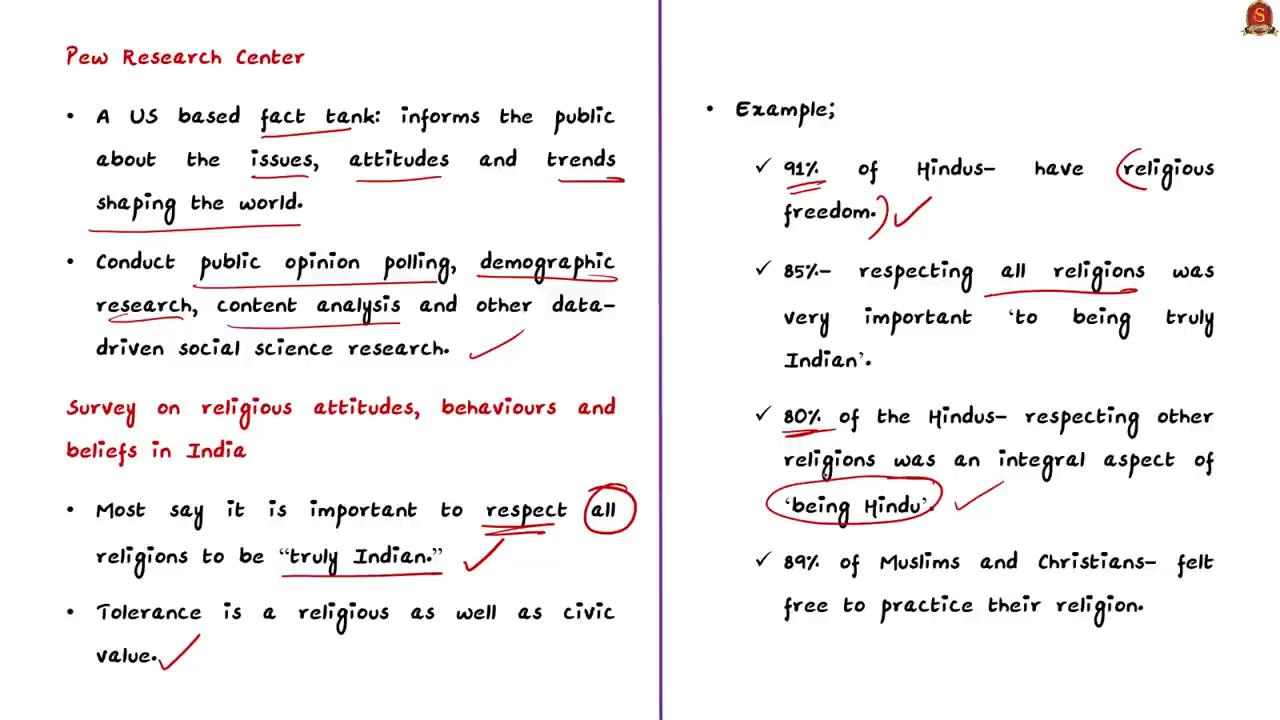 Pew Research Center
• A US based fact tank: informs the public
about the issues, attitudes and trends
shaping the world.
• Conduct public opinion polling, demographic
research, content analysis and other data-
driven social science research.
Survey on religious attitudes, behaviours and
beliefs in India
• Most say it is important to respect all
religions to be “truly Indian.”
• Tolerance is a religious as well as civic
value.
• Example;
✓ 91% of Hindus- have religious
freedom.
✓ 85%- respecting all religions was
very important ‘to being truly
Indian’.
✓ 80% of the Hindus- respecting other
religions was an integral aspect of
‘being Hindu’.
✓ 89% of Muslims and Christians- felt
free to practice their religion.